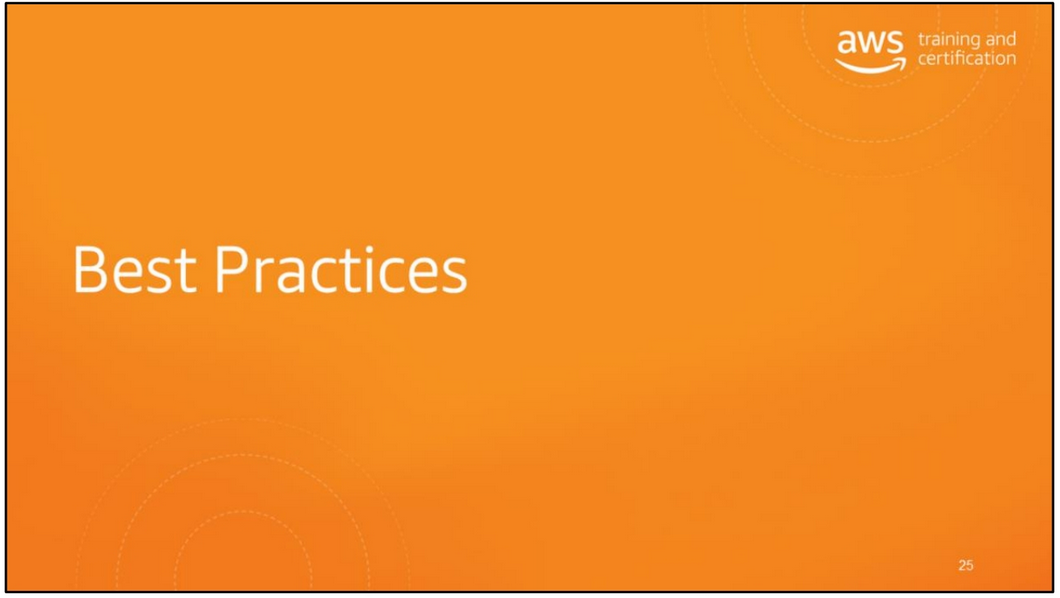 aws training and
certification
Best Practices
25